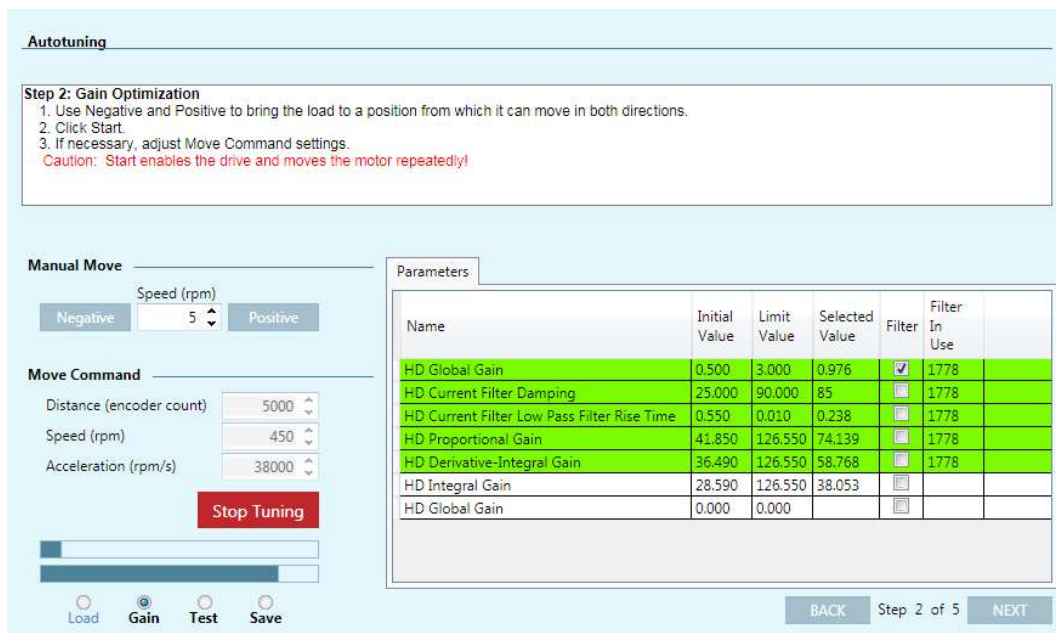 Autotuning
Step 2: Gain Optimization
1. Use Negative and Positive to bring the load to a position from which it can move in both directions.
2. Click Start.
3. If necessary, adjust Move Command settings.
Caution: Start enables the drive and moves the motor repeatedly!
Manual Move
Speed (rpm)
Negative 5 Positive
Move Command
Distance (encoder count) 5000
Speed (rpm) 450
Acceleration (rpm/s) 38000
Stop Tuning
Load Gain Test Save
Parameters
Name Initial Value Limit Value Selected Value Filter Filter In Use
HD Global Gain 0.500 3.000 0.976 1778
HD Current Filter Damping 25.000 90.000 85 1778
HD Current Filter Low Pass Filter Rise Time 0.550 0.010 0.238 1778
HD Proportional Gain 41.850 126.550 74.139 1778
HD Derivative-Integral Gain 36.490 126.550 58.768 1778
HD Integral Gain 28.590 126.550 38.053
HD Global Gain 0.000 0.000
BACK Step 2 of 5 NEXT